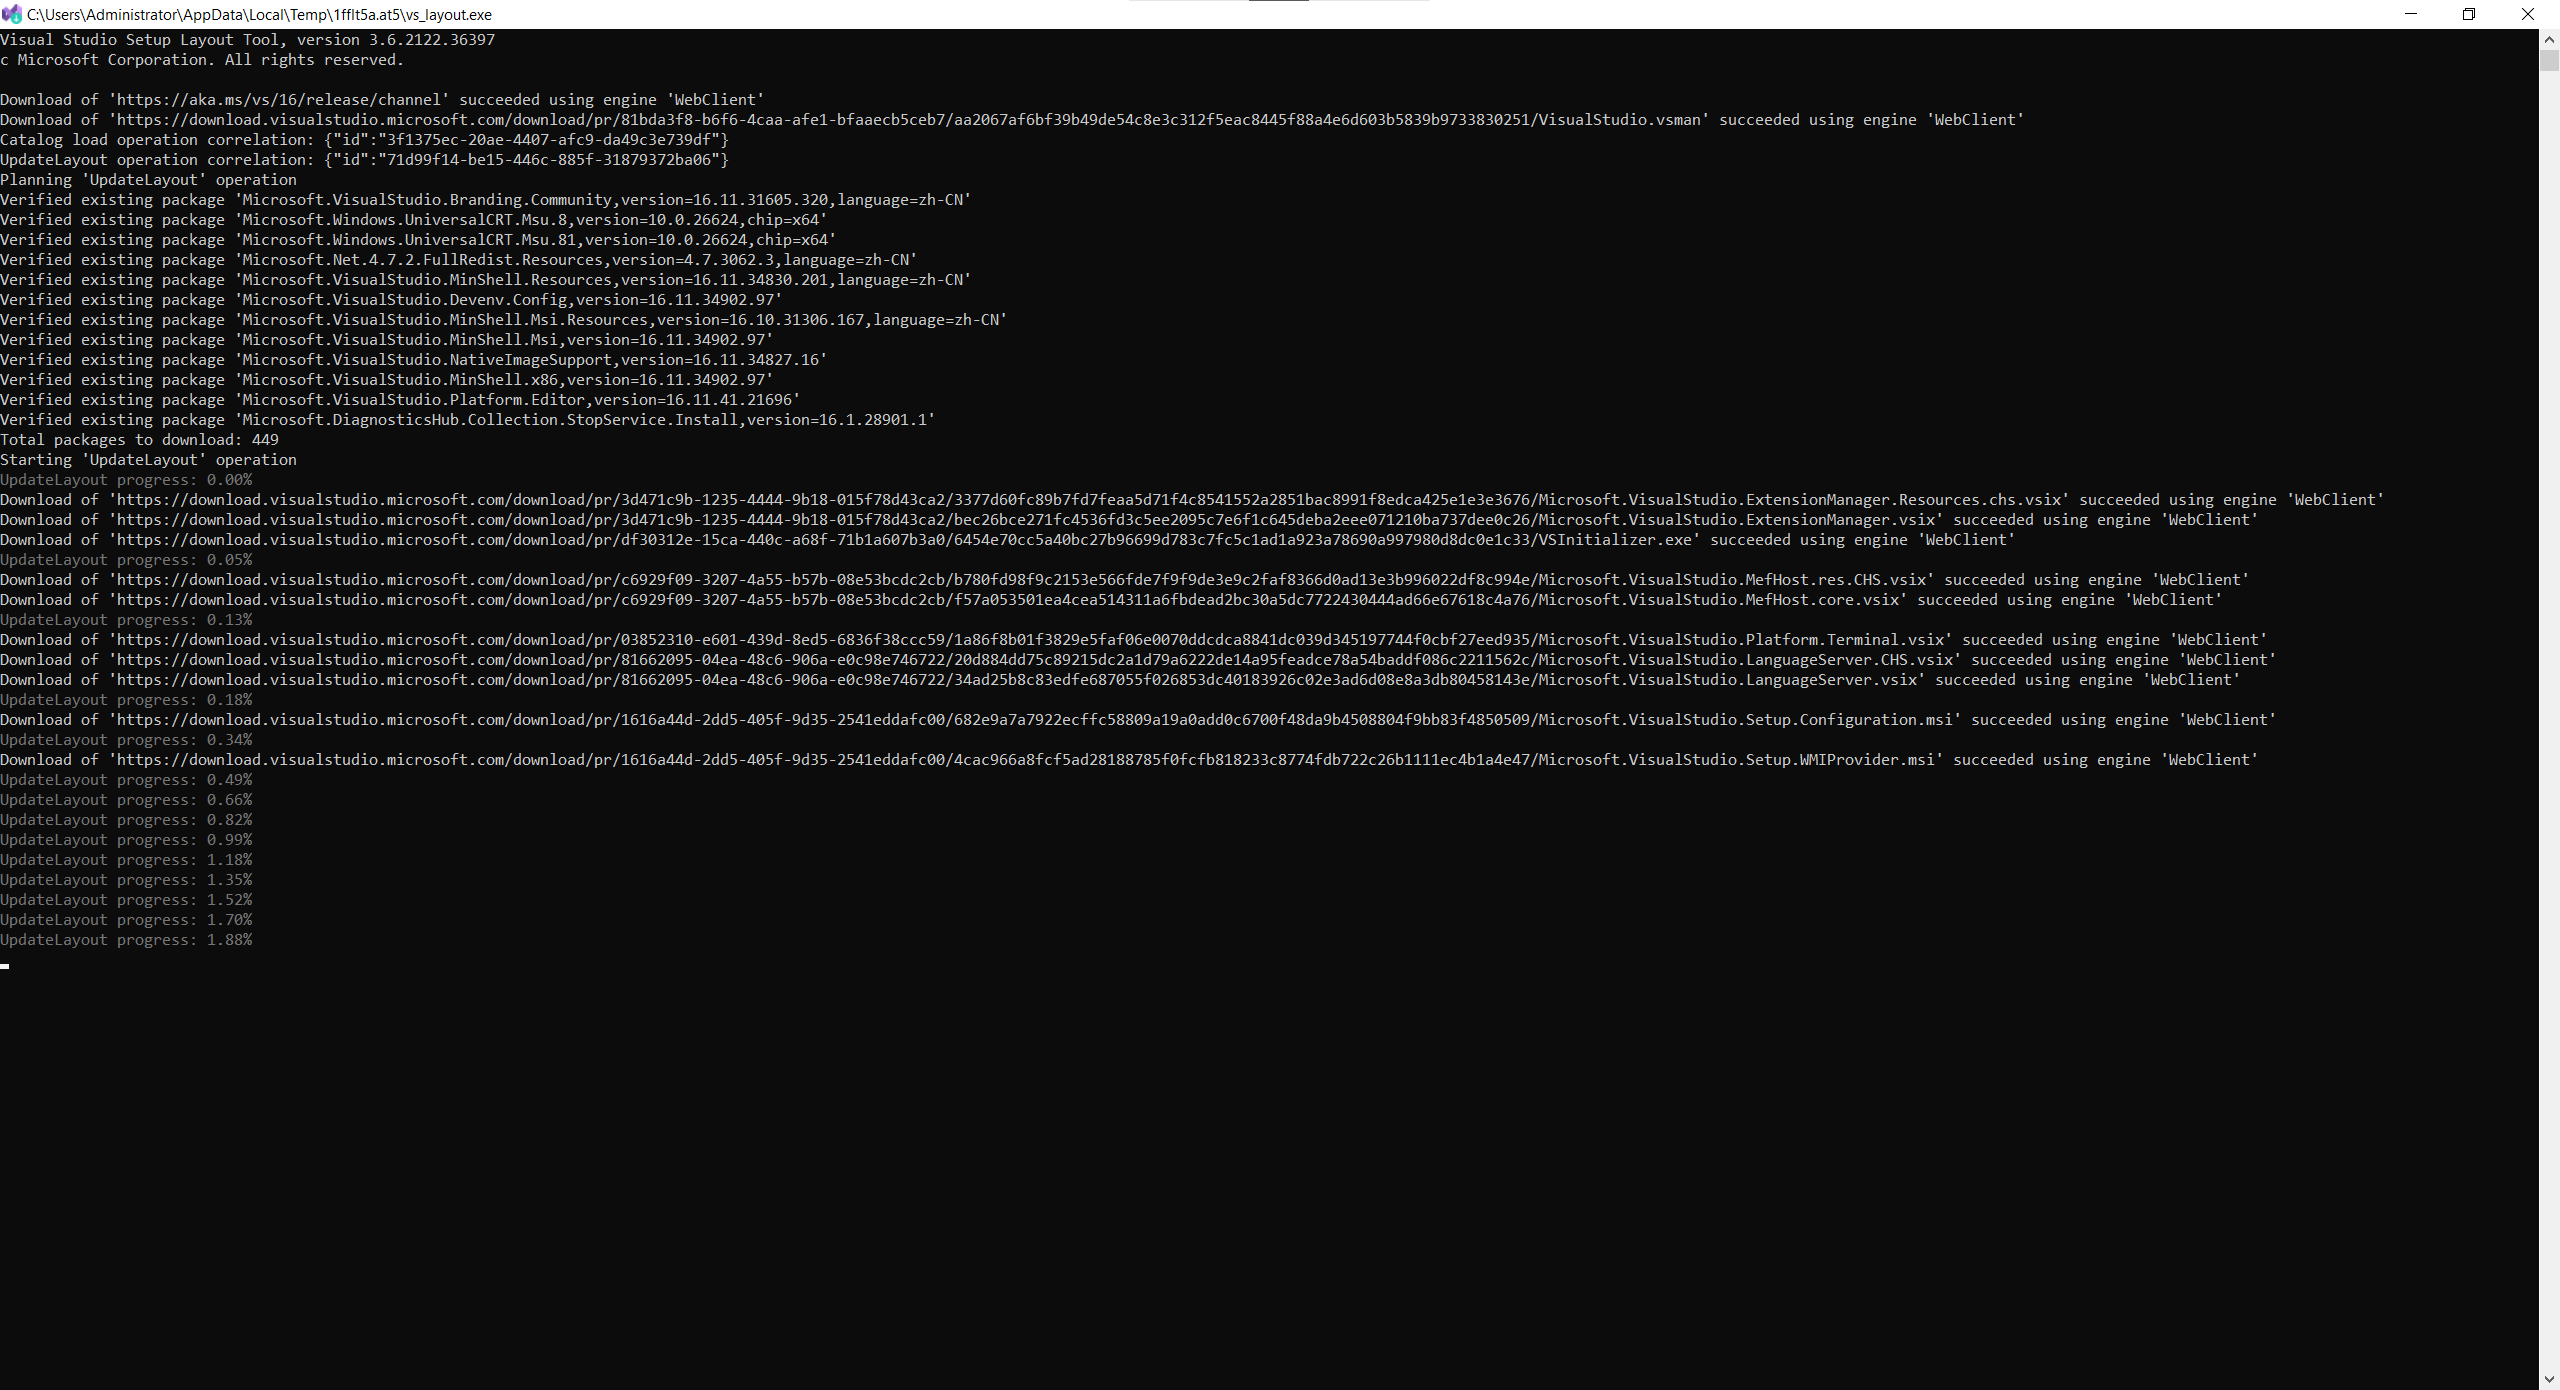 C:\Users\Administrator\AppData\Local\Temp\1fflt5a.at5\vs_layout.exe
Visual Studio Setup Layout Tool, version 3.6.2122.36397
c Microsoft Corporation. All rights reserved.
Download of 'https://aka.ms/vs/16/release/channel' succeeded using engine 'WebClient'
Download of 'https://download.visualstudio.microsoft.com/download/pr/81bda3f8-b6f6-4caa-afe1-bfaaecb5ceb7/aa2067af6bf39b49de54c8e3c312f5eac8445f88a4e6d603b5839b9733830251/VisualStudio.vsman' succeeded using engine 'WebClient'
Catalog load operation correlation: {"id":"3f1375ec-20ae-4407-afc9-da49c3e739df"}
UpdateLayout operation correlation: {"id":"71d99f14-be15-446c-885f-31879372ba06"}
Planning 'UpdateLayout' operation
Verified existing package 'Microsoft.VisualStudio.Branding.Community,version=16.11.31605.320,language=zh-CN'
Verified existing package 'Microsoft.Windows.UniversalCRT.Msu.8,version=10.0.26624,chip=x64'
Verified existing package 'Microsoft.Windows.UniversalCRT.Msu.81,version=10.0.26624,chip=x64'
Verified existing package 'Microsoft.Net.4.7.2.FullRedist.Resources,version=4.7.3062.3,language=zh-CN'
Verified existing package 'Microsoft.VisualStudio.MinShell.Resources,version=16.11.34830.201,language=zh-CN'
Verified existing package 'Microsoft.VisualStudio.Devenv.Config,version=16.11.34902.97'
Verified existing package 'Microsoft.VisualStudio.MinShell.Msi.Resources,version=16.10.31306.167,language=zh-CN'
Verified existing package 'Microsoft.VisualStudio.MinShell.Msi,version=16.11.34902.97'
Verified existing package 'Microsoft.VisualStudio.NativeImageSupport,version=16.11.34827.16'
Verified existing package 'Microsoft.VisualStudio.MinShell.x86,version=16.11.34902.97'
Verified existing package 'Microsoft.VisualStudio.Platform.Editor,version=16.11.41.21696'
Verified existing package 'Microsoft.DiagnosticsHub.Collection.StopService.Install,version=16.1.28901.1'
Total packages to download: 449
Starting 'UpdateLayout' operation
UpdateLayout progress: 0.00%
Download of 'https://download.visualstudio.microsoft.com/download/pr/3d471c9b-1235-4444-9b18-015f78d43ca2/3377d60fc89b7fd7feaa5d71f4c8541552a2851bac8991f8edca425e1e3e3676/Microsoft.VisualStudio.ExtensionManager.Resources.chs.vsix' succeeded using engine 'WebClient'
Download of 'https://download.visualstudio.microsoft.com/download/pr/3d471c9b-1235-4444-9b18-015f78d43ca2/bec26bce271fc4536fd3c5ee2095c7e6f1c645deba2eee071210ba737dee0c26/Microsoft.VisualStudio.ExtensionManager.vsix' succeeded using engine 'WebClient'
Download of 'https://download.visualstudio.microsoft.com/download/pr/df30312e-15ca-440c-a68f-71b1a607b3a0/6454e70cc5a40bc27b96699d783c7fc5c1ad1a923a78690a997980d8dc0e1c33/VSInitializer.exe' succeeded using engine 'WebClient'
UpdateLayout progress: 0.05%
Download of 'https://download.visualstudio.microsoft.com/download/pr/c6929f09-3207-4a55-b57b-08e53bcdc2cb/b780fd98f9c2153e566fde7f9f9de3e9c2faf8366d0ad13e3b996022df8c994e/Microsoft.VisualStudio.MefHost.res.CHS.vsix' succeeded using engine 'WebClient'
Download of 'https://download.visualstudio.microsoft.com/download/pr/c6929f09-3207-4a55-b57b-08e53bcdc2cb/f57a053501ea4cea514311a6fbdead2bc30a5dc7722430444ad66e67618c4a76/Microsoft.VisualStudio.MefHost.core.vsix' succeeded using engine 'WebClient'
UpdateLayout progress: 0.13%
Download of 'https://download.visualstudio.microsoft.com/download/pr/03852310-e601-439d-8ed5-6836f38ccc59/1a86f8b01f3829e5faf06e0070ddcdca8841dc039d345197744f0cbf27eed935/Microsoft.VisualStudio.Platform.Terminal.vsix' succeeded using engine 'WebClient'
Download of 'https://download.visualstudio.microsoft.com/download/pr/81662095-04ea-48c6-906a-e0c98e746722/20d884dd75c89215dc2a1d79a6222de14a95feadce78a54baddf086c2211562c/Microsoft.VisualStudio.LanguageServer.CHS.vsix' succeeded using engine 'WebClient'
Download of 'https://download.visualstudio.microsoft.com/download/pr/81662095-04ea-48c6-906a-e0c98e746722/34ad25b8c83edfe687055f026853dc40183926c02e3ad6d08e8a3db80458143e/Microsoft.VisualStudio.LanguageServer.vsix' succeeded using engine 'WebClient'
UpdateLayout progress: 0.18%
Download of 'https://download.visualstudio.microsoft.com/download/pr/1616a44d-2dd5-405f-9d35-2541eddafc00/682e9a7a7922ecffc58809a19a0add0c6700f48da9b4508804f9bb83f4850509/Microsoft.VisualStudio.Setup.Configuration.msi' succeeded using engine 'WebClient'
UpdateLayout progress: 0.34%
Download of 'https://download.visualstudio.microsoft.com/download/pr/1616a44d-2dd5-405f-9d35-2541eddafc00/4cac966a8fcf5ad28188785f0fcfb818233c8774fdb722c26b1111ec4b1a4e47/Microsoft.VisualStudio.Setup.WMIProvider.msi' succeeded using engine 'WebClient'
UpdateLayout progress: 0.49%
UpdateLayout progress: 0.66%
UpdateLayout progress: 0.82%
UpdateLayout progress: 0.99%
UpdateLayout progress: 1.18%
UpdateLayout progress: 1.35%
UpdateLayout progress: 1.52%
UpdateLayout progress: 1.70%
UpdateLayout progress: 1.88%